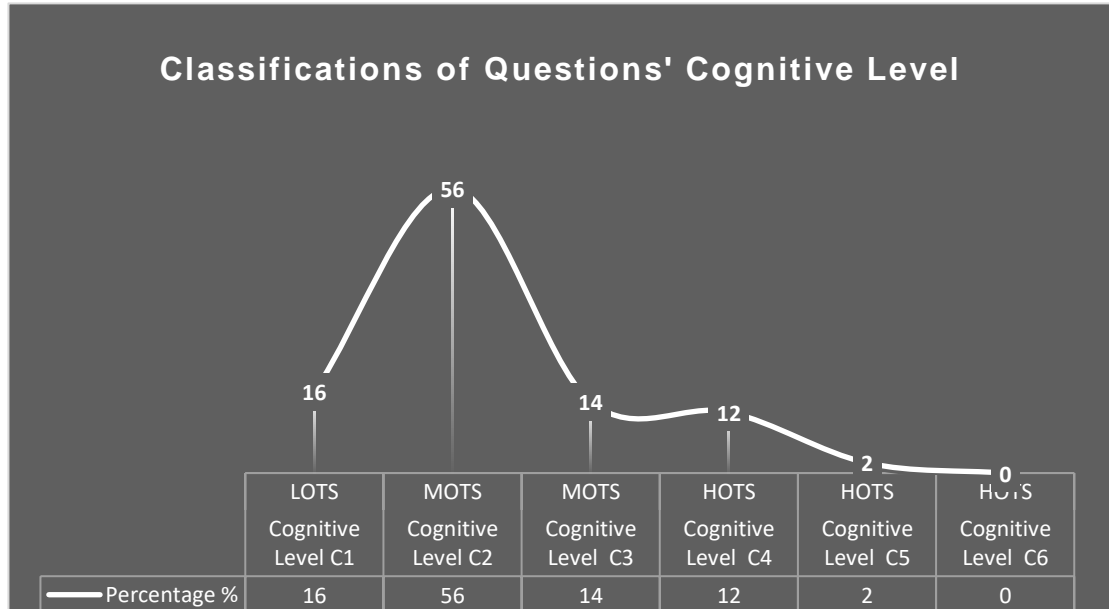 Classifications of Questions' Cognitive Level
56
16
14
12
2
0
LOTS MOTS MOTS HOTS HOTS HOTS
Cognitive Cognitive Cognitive Cognitive Cognitive Cognitive
Level C1 Level C2 Level C3 Level C4 Level C5 Level C6
Percentage % 16 56 14 12 2 0